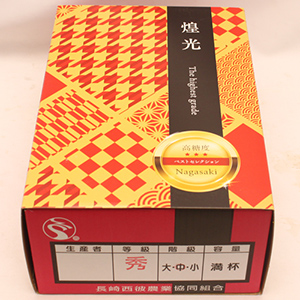 煌光
The highest grade
高糖度
ベストセレクション
Nagasaki
生産者 等級 階級 容量
秀 大・中・小 満杯
長崎西彼農業協同組合